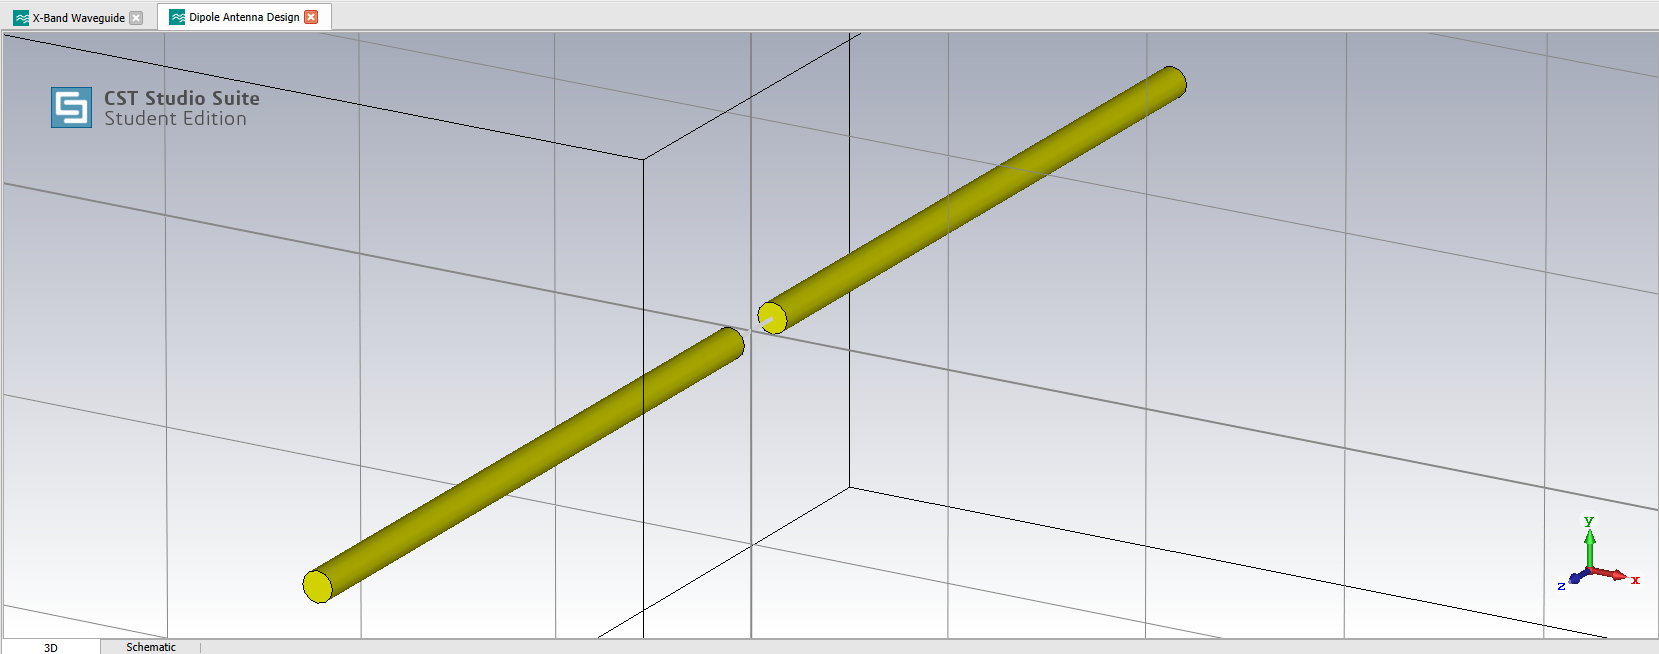 X-Band Waveguide
Dipole Antenna Design
CST Studio Suite
Student Edition
y
x
z
3D
Schematic